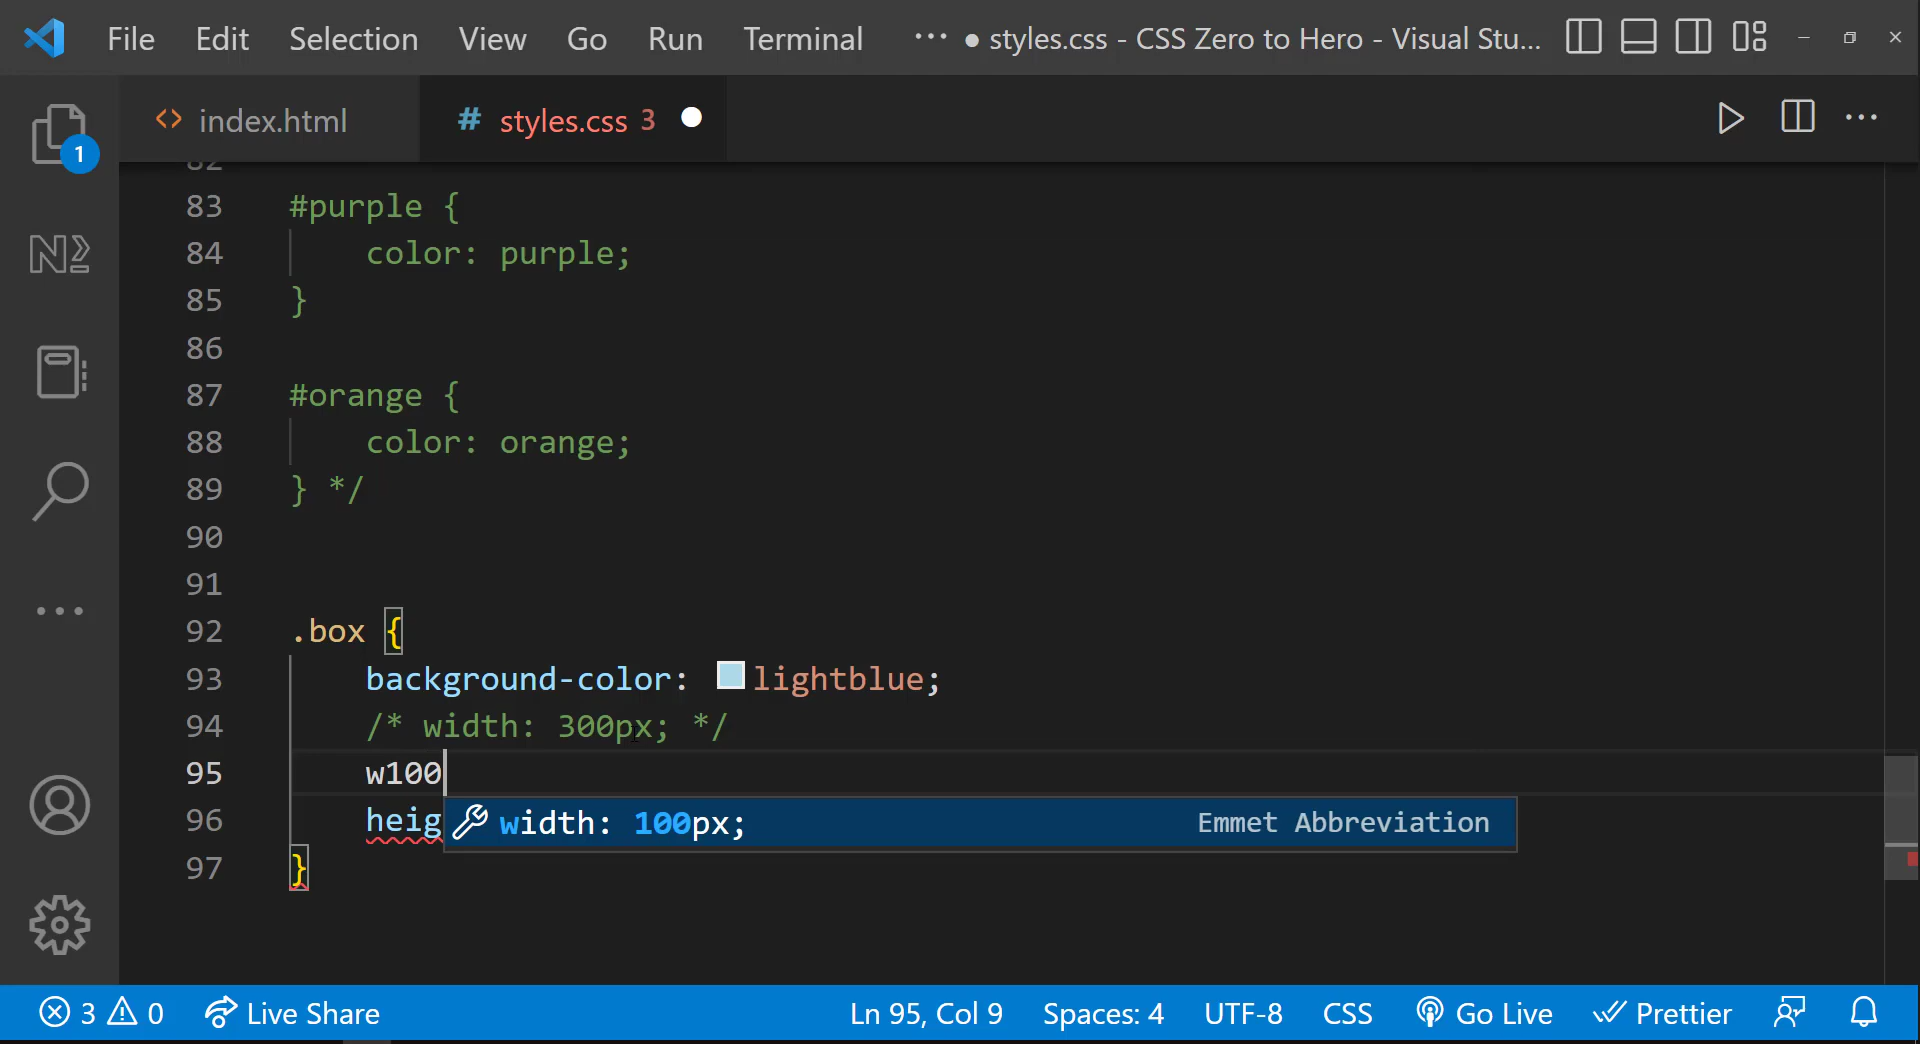 File Edit Selection View Go Run Terminal ··· ● styles.css - CSS Zero to Hero - Visual Stu...
<> index.html # styles.css 3
1
82
83 #purple {
84 color: purple;
85 }
86
87 #orange {
88 color: orange;
89 } */
90
91
92 .box {
93 background-color: lightblue;
94 /* width: 300px; */
95 w100
96 heig
width: 100px; Emmet Abbreviation
97 }
3 0 Live Share Ln 95, Col 9 Spaces: 4 UTF-8 CSS Go Live Prettier